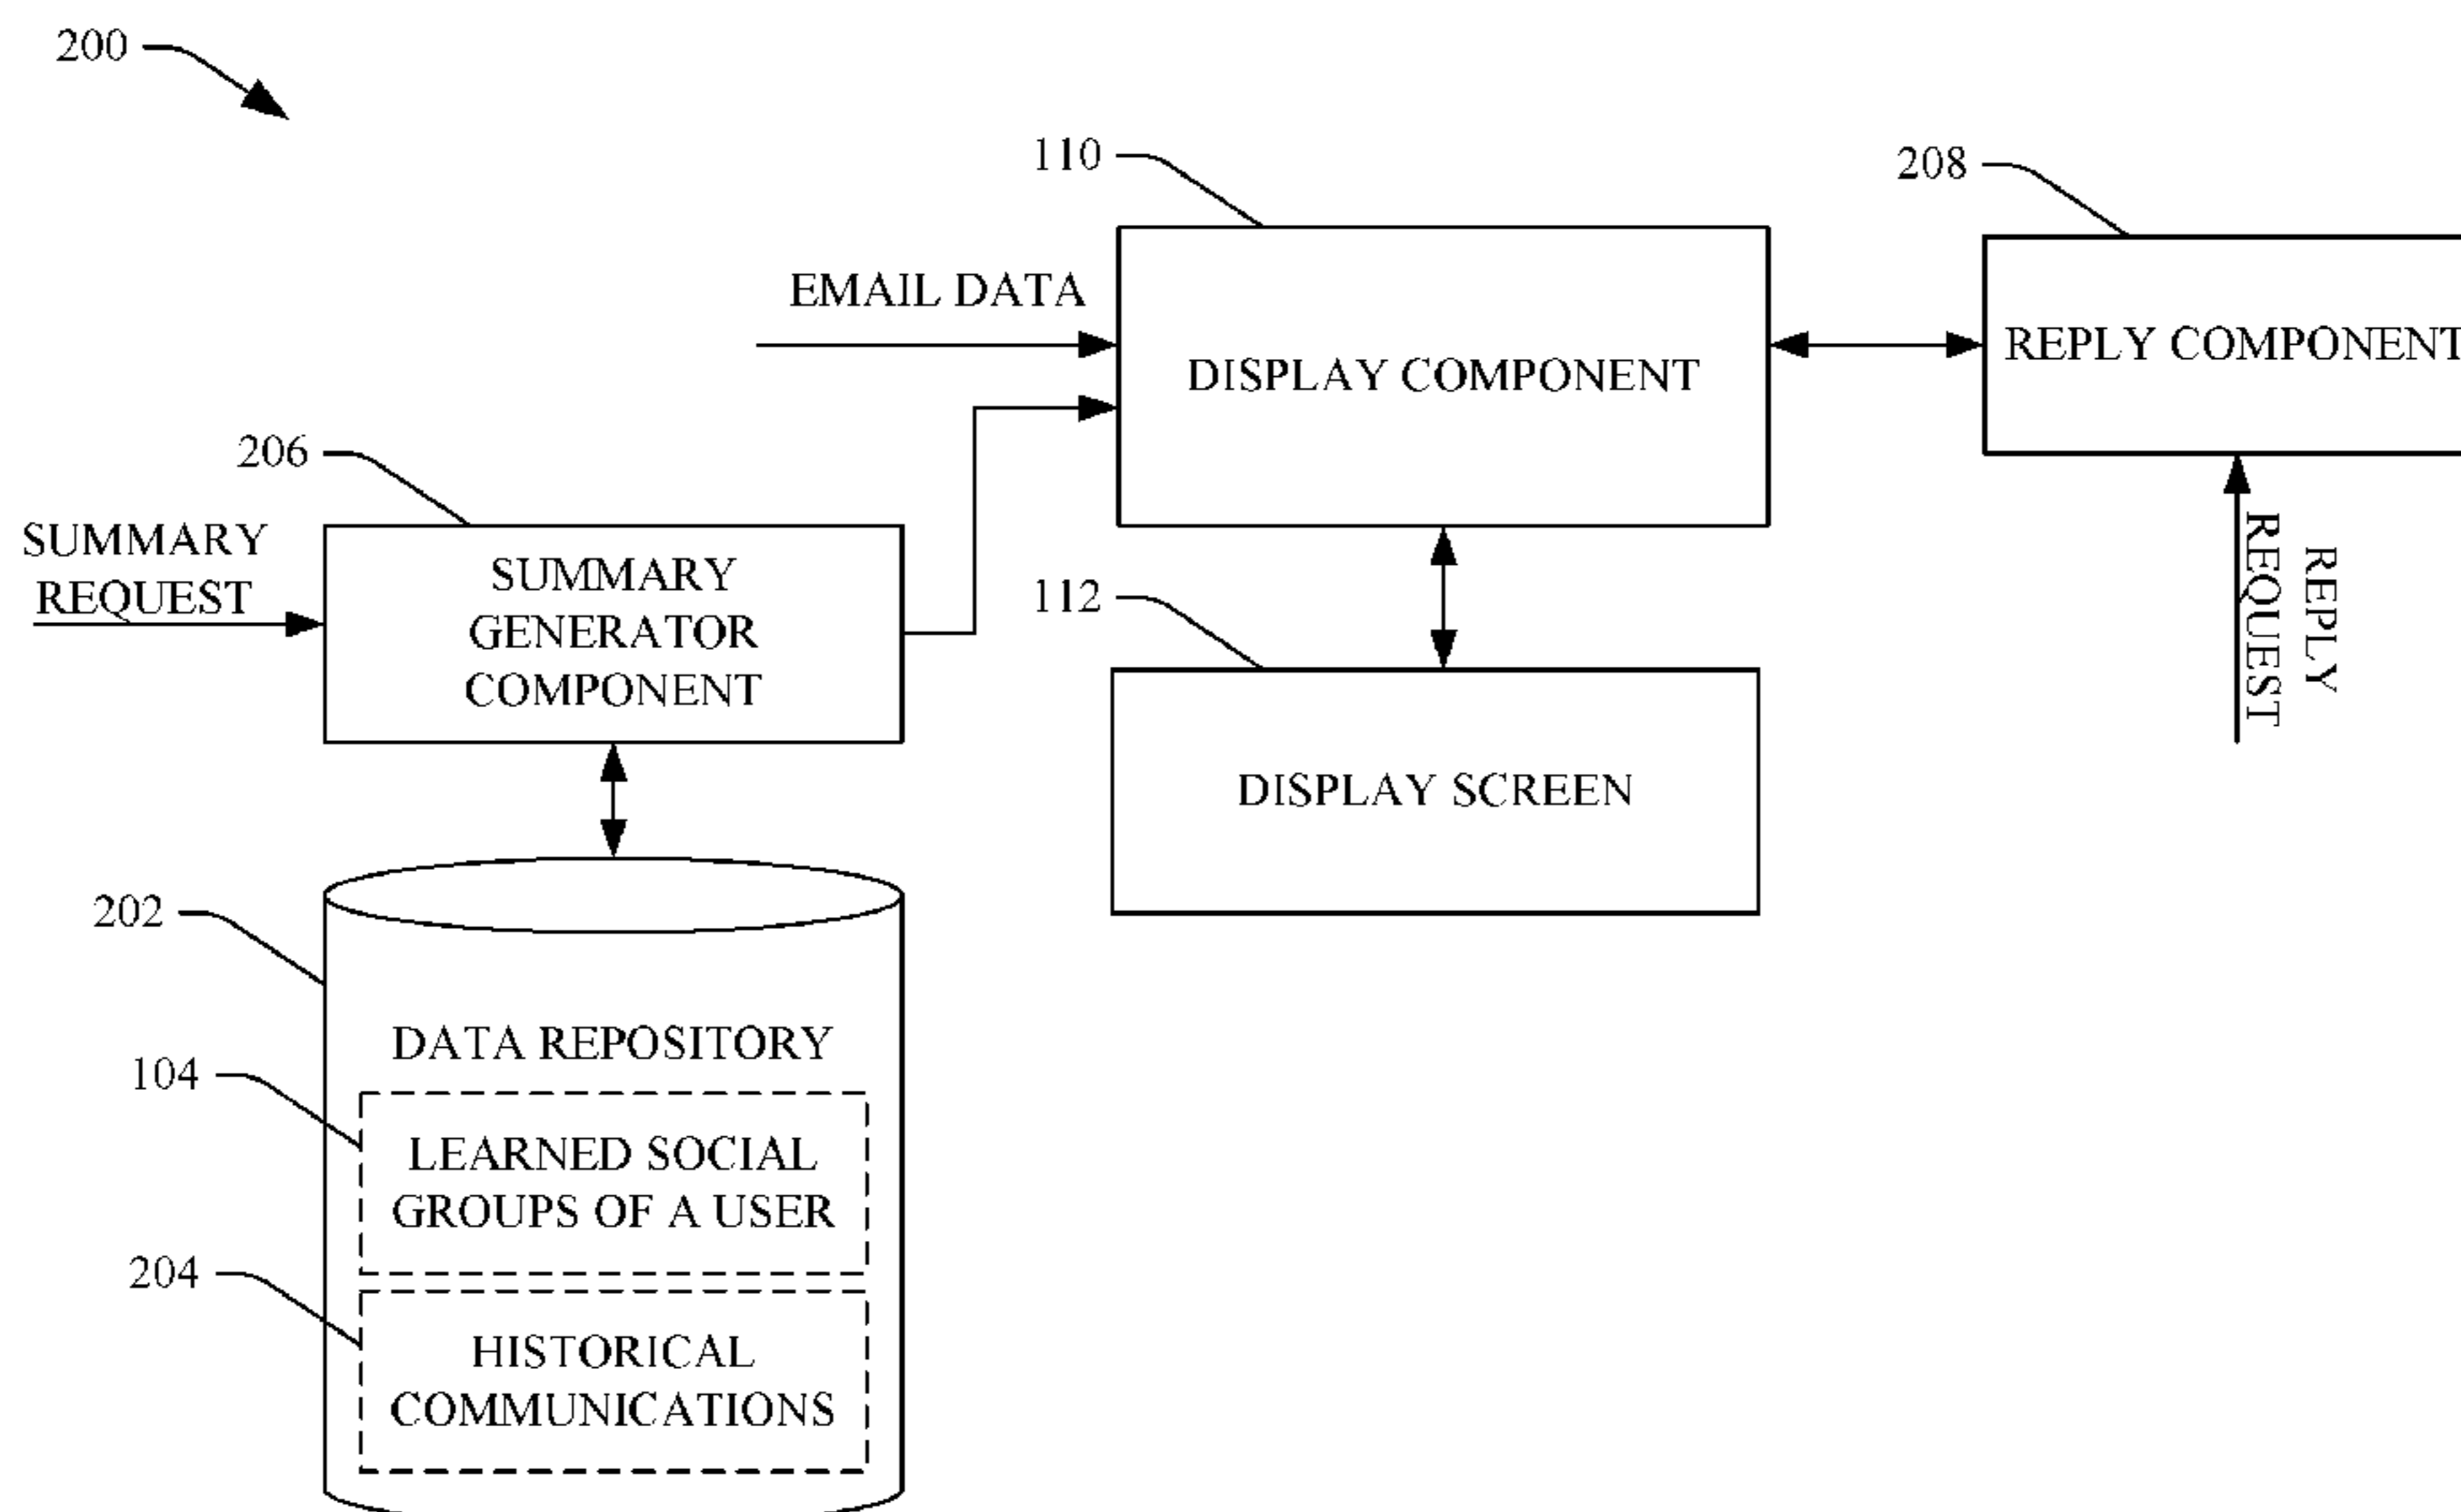 200
110
208
EMAIL DATA
DISPLAY COMPONENT
REPLY COMPONENT
206
SUMMARY
REQUEST
SUMMARY
GENERATOR
COMPONENT
112
REPLY
REQUEST
DISPLAY SCREEN
202
DATA REPOSITORY
104
LEARNED SOCIAL
GROUPS OF A USER
204
HISTORICAL
COMMUNICATIONS